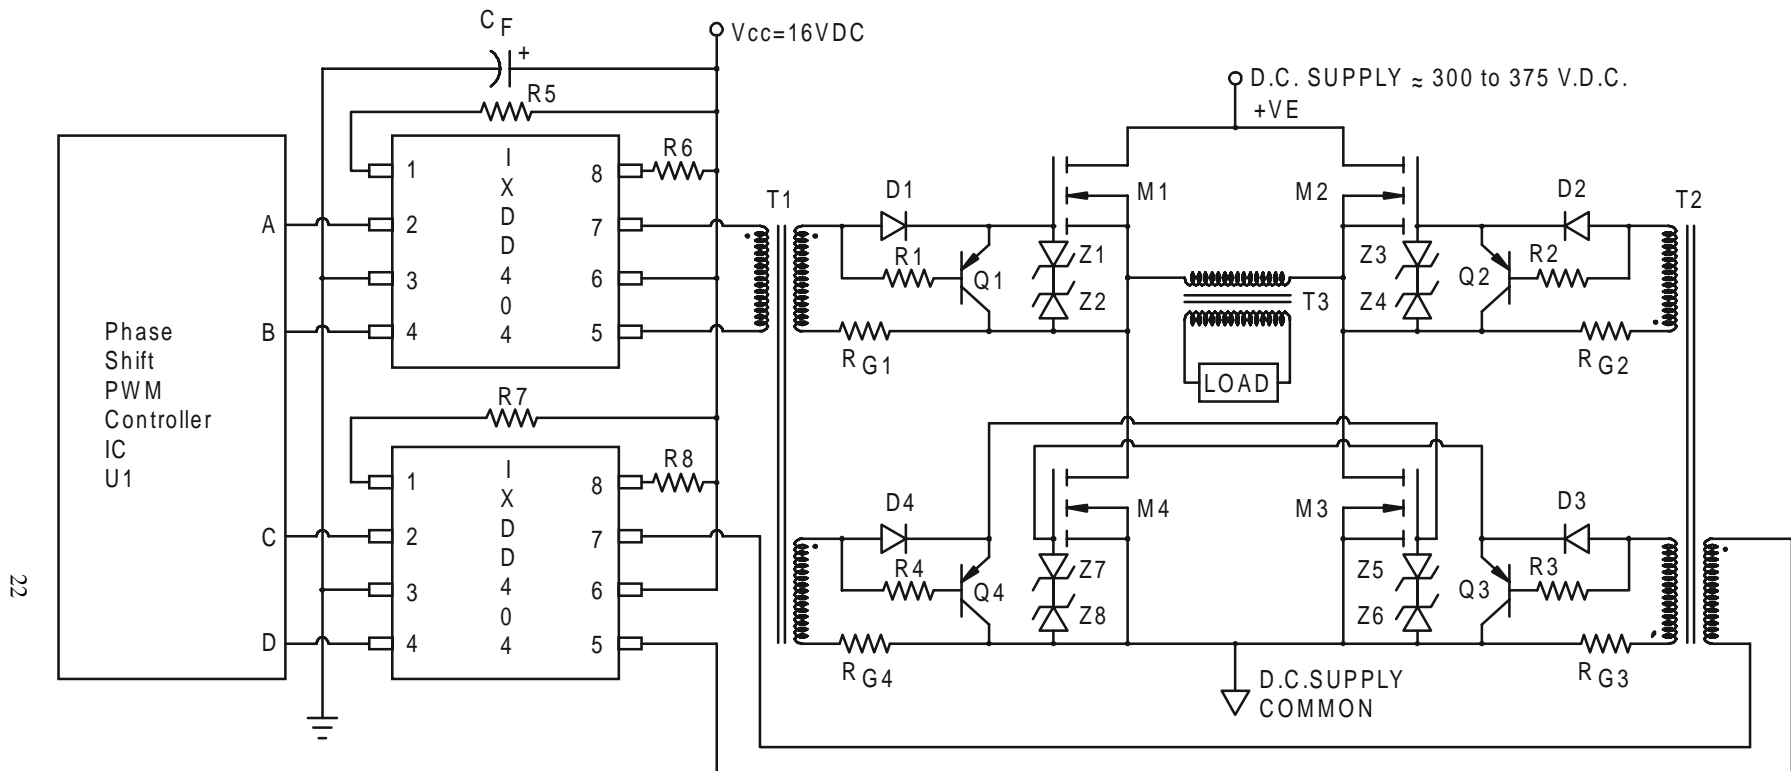 C F
+
Vcc=16VDC
R5
D.C. SUPPLY ≈ 300 to 375 V.D.C.
+VE
1
I X D D 4 0 4
8
R6
A
2
7
T1
D1
M1
M2
D2
T2
3
6
R1
Q1
Z1
Z3
Q2
R2
B
4
5
Z2
T3
Z4
R G1
R G2
LOAD
Phase
Shift
PWM
Controller
IC
U1
R7
1
I X D D 4 0 4
8
R8
C
2
7
D4
M4
M3
D3
3
6
R4
Q4
Z7
Z5
Q3
R3
D
4
5
Z8
Z6
R G4
R G3
D.C.SUPPLY
COMMON
22